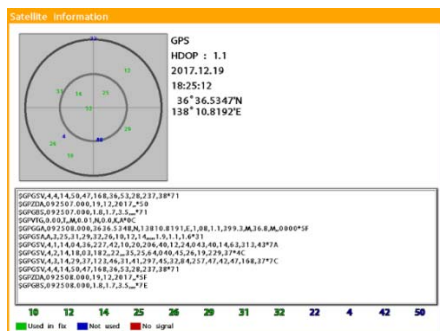 Satellite information
GPS
HDOP : 1.1
2017.12.19
18:25:12
36°36.5347'N
138°10.8192'E
$GPGSV,4,4,14,50,47,168,36,53,28,237,38*71
$GPZDA,092507.000,19,12,2017,,*50
$GPGBS,092507.000,1.8,1.7,3.5,,,,*71
$GPVTG,0.00,T,,M,0.01,N,0.0,K,A*0C
$GPGGA,092508.000,3636.5348,N,13810.8191,E,1,08,1.1,399.3,M,36.8,M,,0000*5F
$GPGSA,A,3,25,31,29,32,26,10,12,14,,,,,1.9,1.1,1.6*31
$GPGSV,4,1,14,04,36,227,42,10,20,296,40,12,24,043,40,14,63,313,43*7A
$GPGSV,4,2,14,18,03,182,,22,,,35,25,64,040,45,26,19,229,37*4C
$GPGSV,4,3,14,29,37,123,46,31,41,297,45,32,84,257,47,42,47,168,37*7C
$GPGSV,4,4,14,50,47,168,36,53,28,237,38*71
$GPZDA,092508.000,19,12,2017,,*5F
$GPGBS,092508.000,1.8,1.7,3.5,,,,*7E
10 12 14 25 26 29 31 32 22 4 42 50
Used in fix Not used No signal